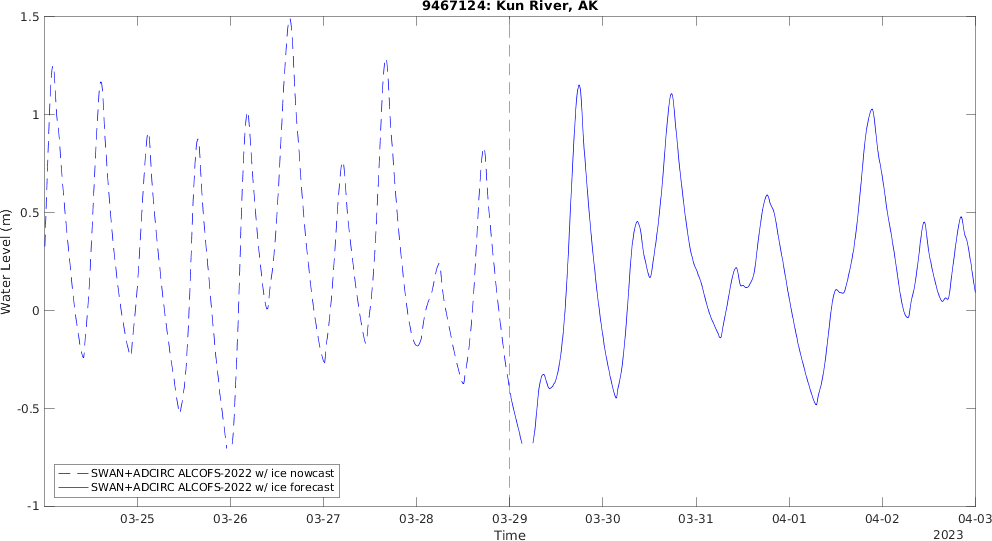 9467124: Kun River, AK
Water Level (m)
1.5
1
0.5
0
-0.5
-1
SWAN+ADCIRC ALCOFS-2022 w/ ice nowcast
SWAN+ADCIRC ALCOFS-2022 w/ ice forecast
03-25 03-26 03-27 03-28 03-29 03-30 03-31 04-01 04-02 04-03
Time
2023